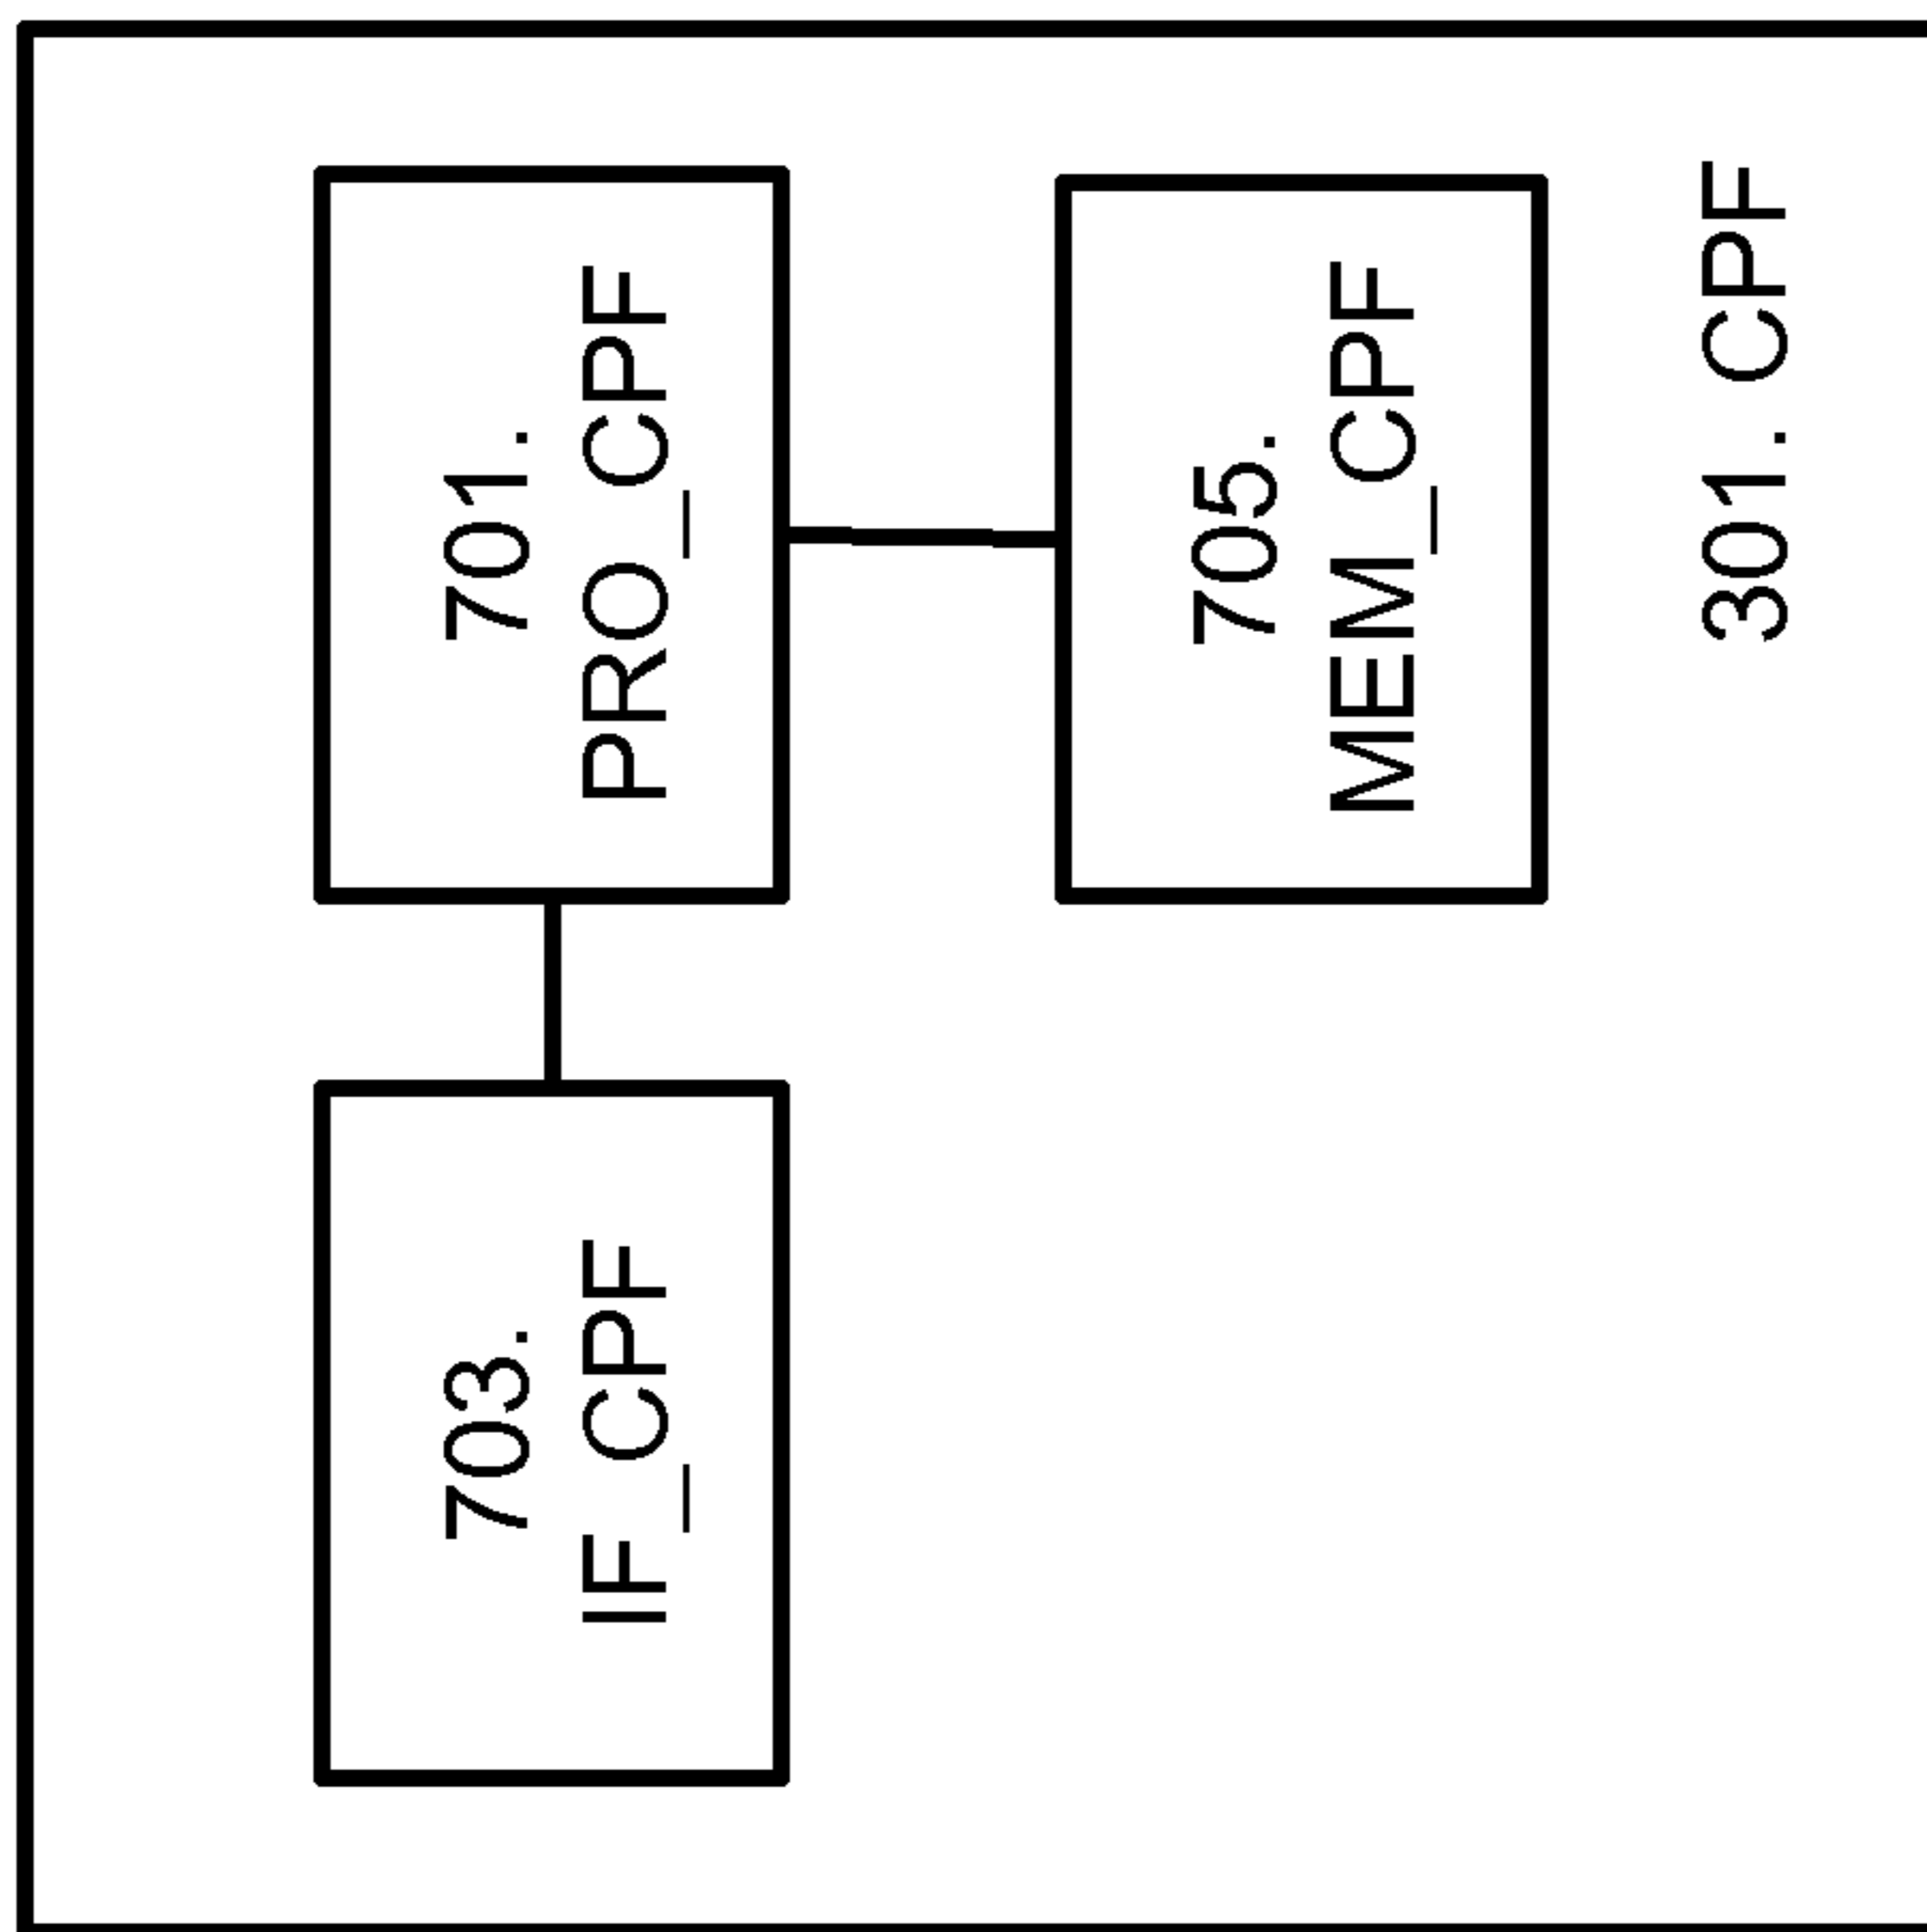 703.
IF_CPF
701.
PRO_CPF
705.
MEM_CPF
301. CPF